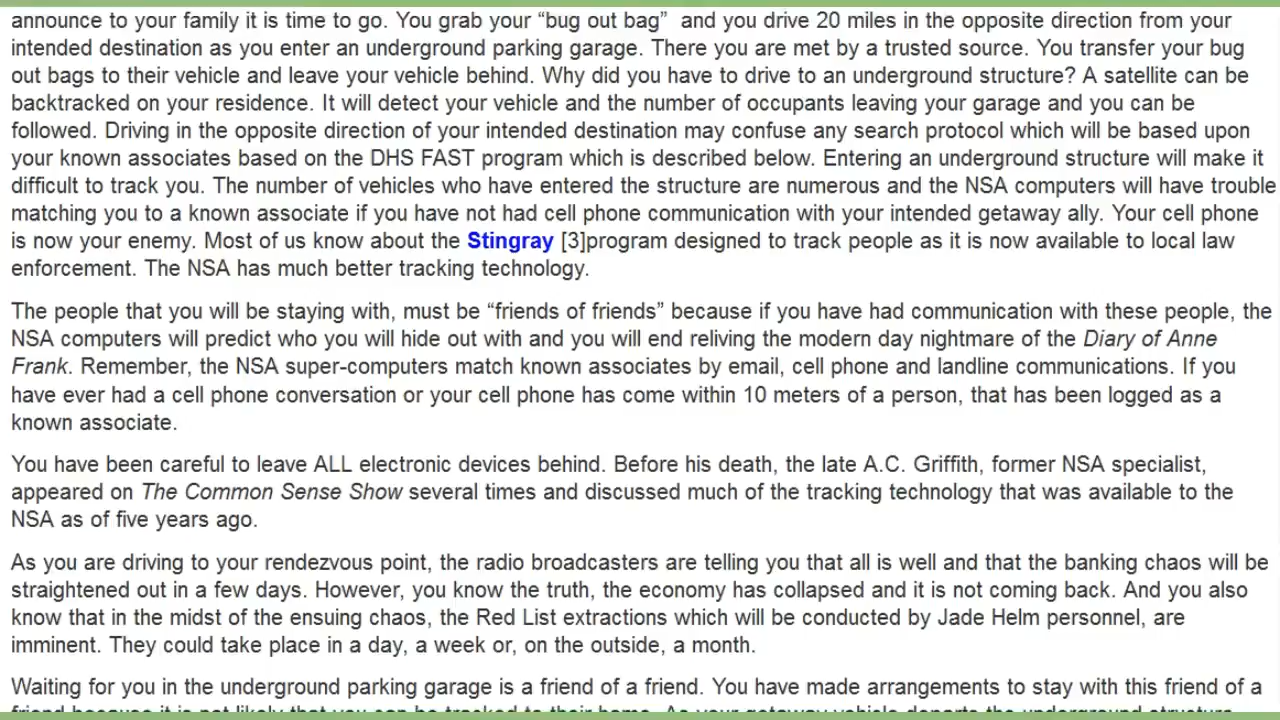 announce to your family it is time to go. You grab your “bug out bag”  and you drive 20 miles in the opposite direction from your
intended destination as you enter an underground parking garage. There you are met by a trusted source. You transfer your bug
out bags to their vehicle and leave your vehicle behind. Why did you have to drive to an underground structure? A satellite can be
backtracked on your residence. It will detect your vehicle and the number of occupants leaving your garage and you can be
followed. Driving in the opposite direction of your intended destination may confuse any search protocol which will be based upon
your known associates based on the DHS FAST program which is described below. Entering an underground structure will make it
difficult to track you. The number of vehicles who have entered the structure are numerous and the NSA computers will have trouble
matching you to a known associate if you have not had cell phone communication with your intended getaway ally. Your cell phone
is now your enemy. Most of us know about the Stingray [3]program designed to track people as it is now available to local law
enforcement. The NSA has much better tracking technology.
The people that you will be staying with, must be “friends of friends” because if you have had communication with these people, the
NSA computers will predict who you will hide out with and you will end reliving the modern day nightmare of the Diary of Anne
Frank. Remember, the NSA super-computers match known associates by email, cell phone and landline communications. If you
have ever had a cell phone conversation or your cell phone has come within 10 meters of a person, that has been logged as a
known associate.
You have been careful to leave ALL electronic devices behind. Before his death, the late A.C. Griffith, former NSA specialist,
appeared on The Common Sense Show several times and discussed much of the tracking technology that was available to the
NSA as of five years ago.
As you are driving to your rendezvous point, the radio broadcasters are telling you that all is well and that the banking chaos will be
straightened out in a few days. However, you know the truth, the economy has collapsed and it is not coming back. And you also
know that in the midst of the ensuing chaos, the Red List extractions which will be conducted by Jade Helm personnel, are
imminent. They could take place in a day, a week or, on the outside, a month.
Waiting for you in the underground parking garage is a friend of a friend. You have made arrangements to stay with this friend of a
friend because it is not likely that you can be tracked to their home. As your getaway vehicle departs the underground structure